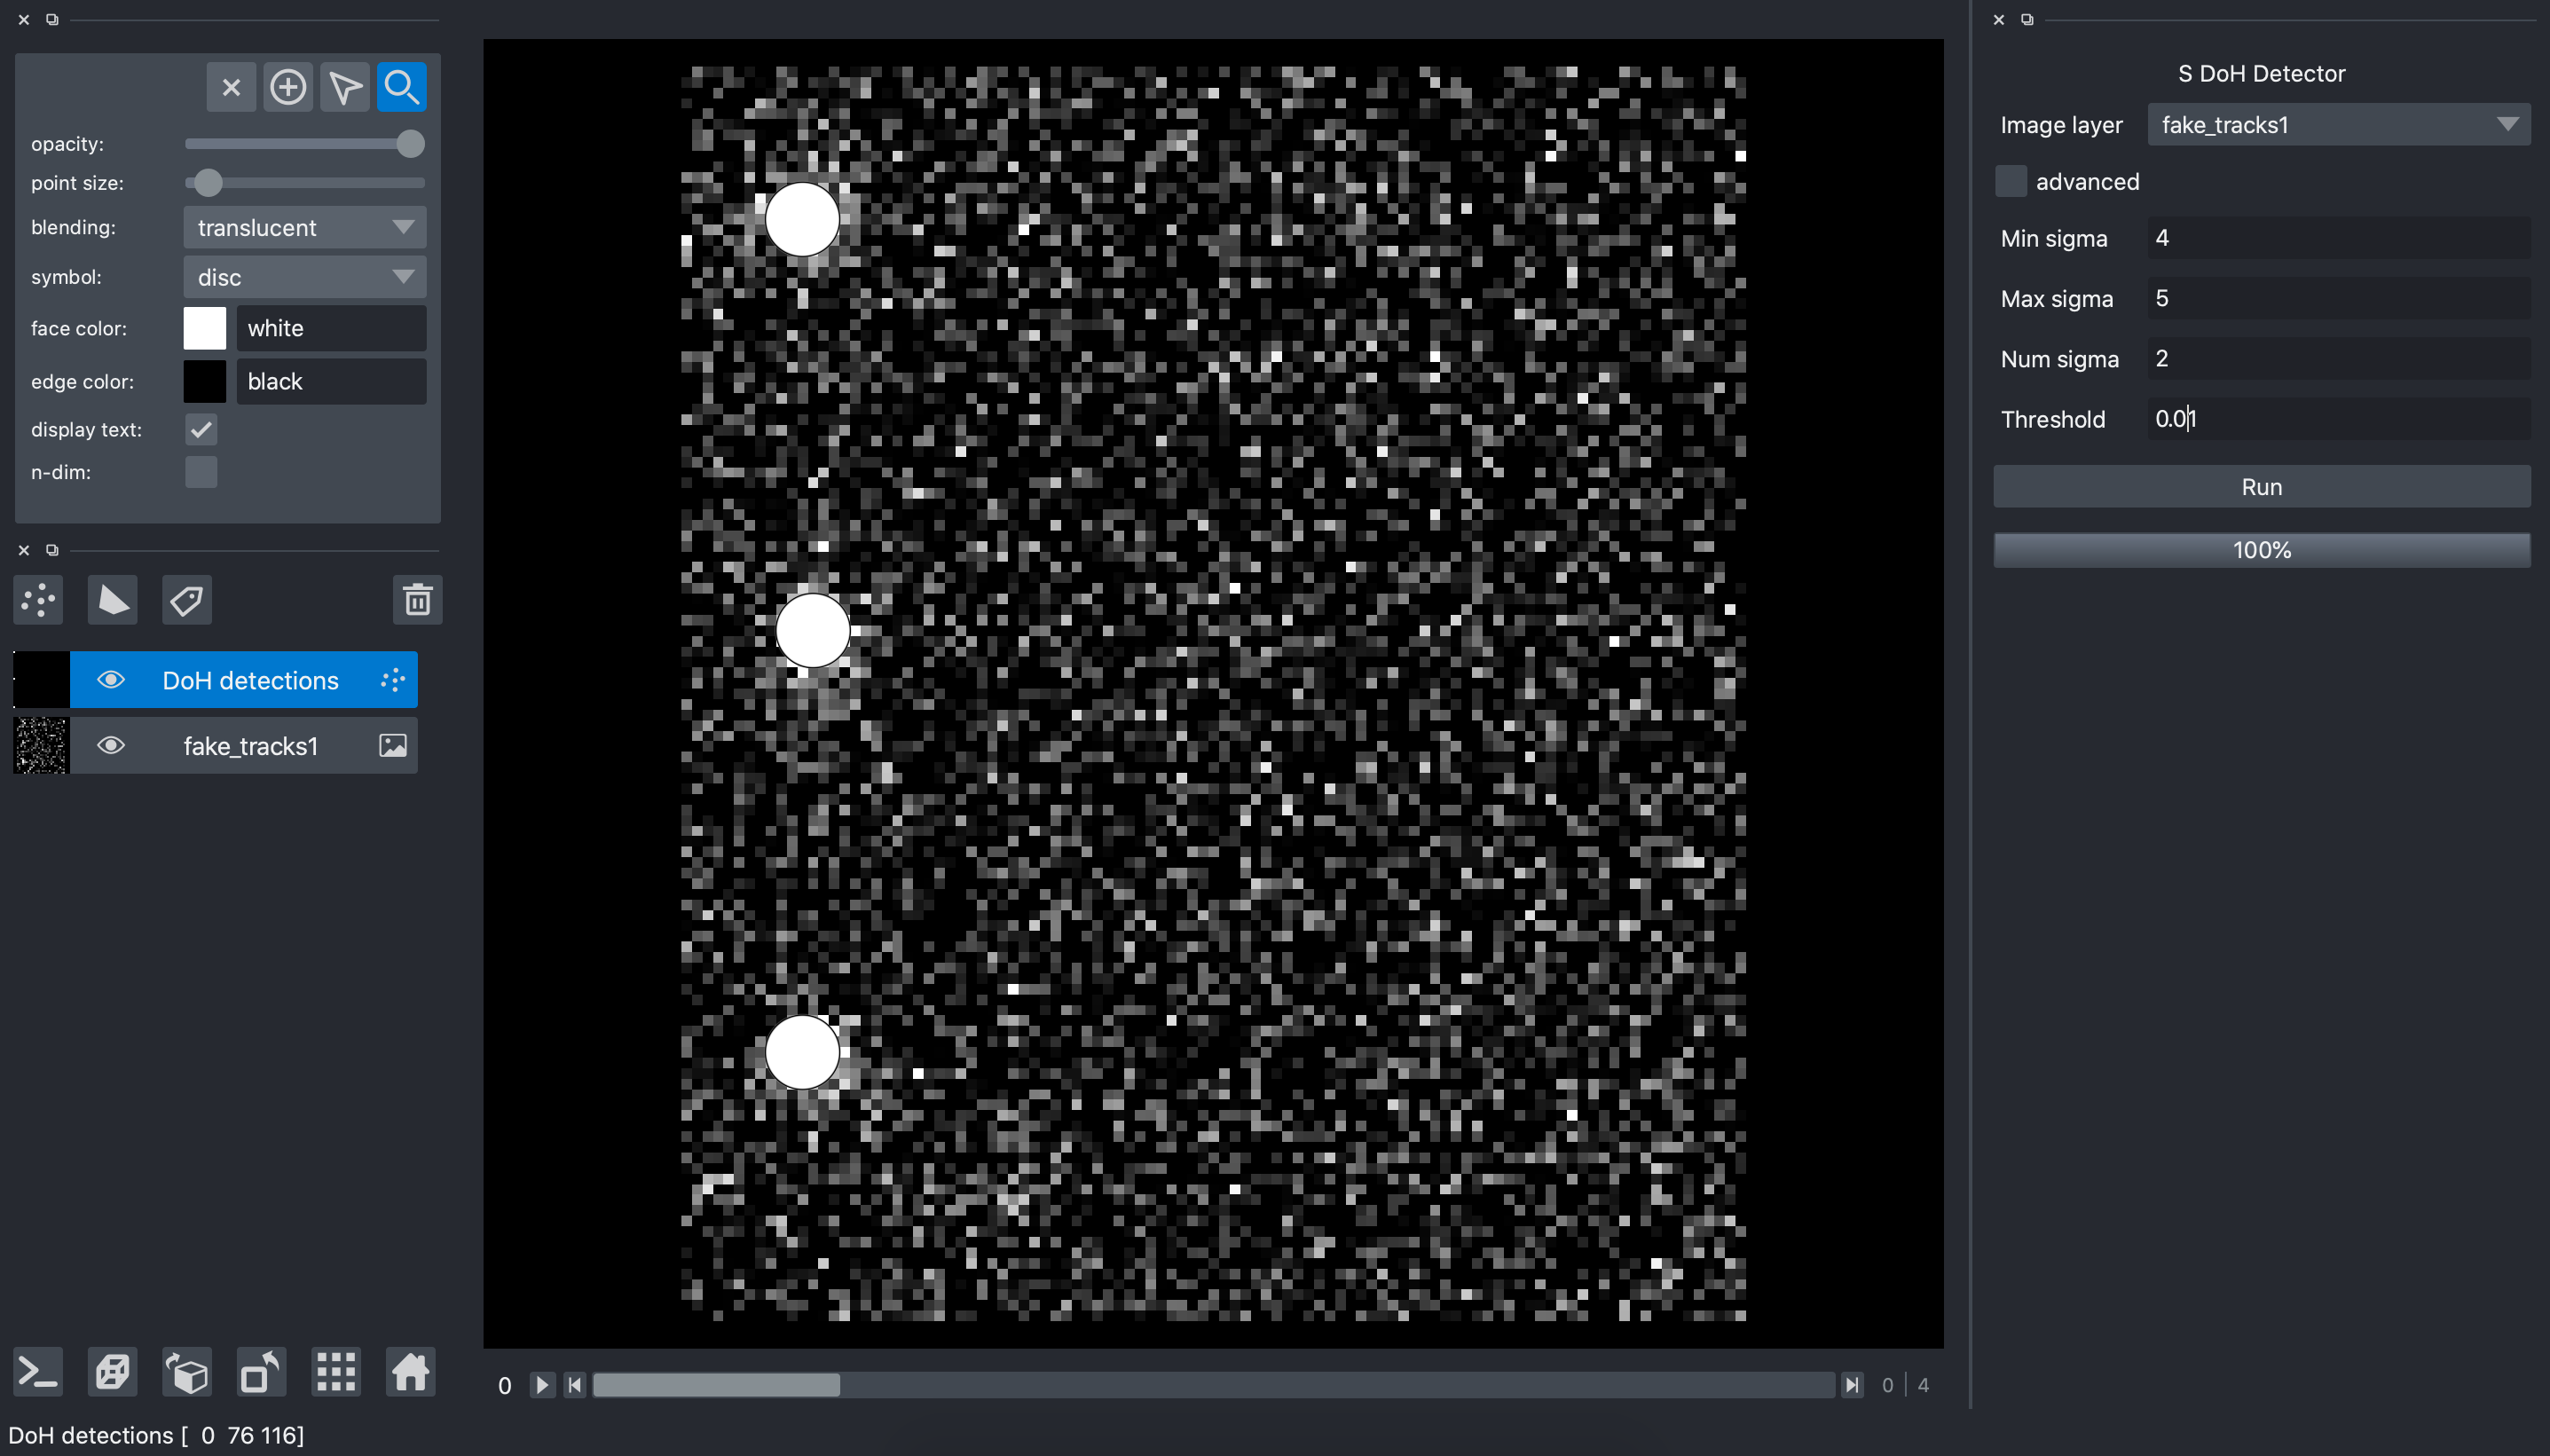 opacity:
point size:
blending:
translucent
symbol:
disc
face color:
white
edge color:
black
display text:
n-dim:
DoH detections
fake_tracks1
DoH detections [  0  76 116]
0
0 | 4
S DoH Detector
Image layer
fake_tracks1
advanced
Min sigma
4
Max sigma
5
Num sigma
2
Threshold
0.01
Run
100%